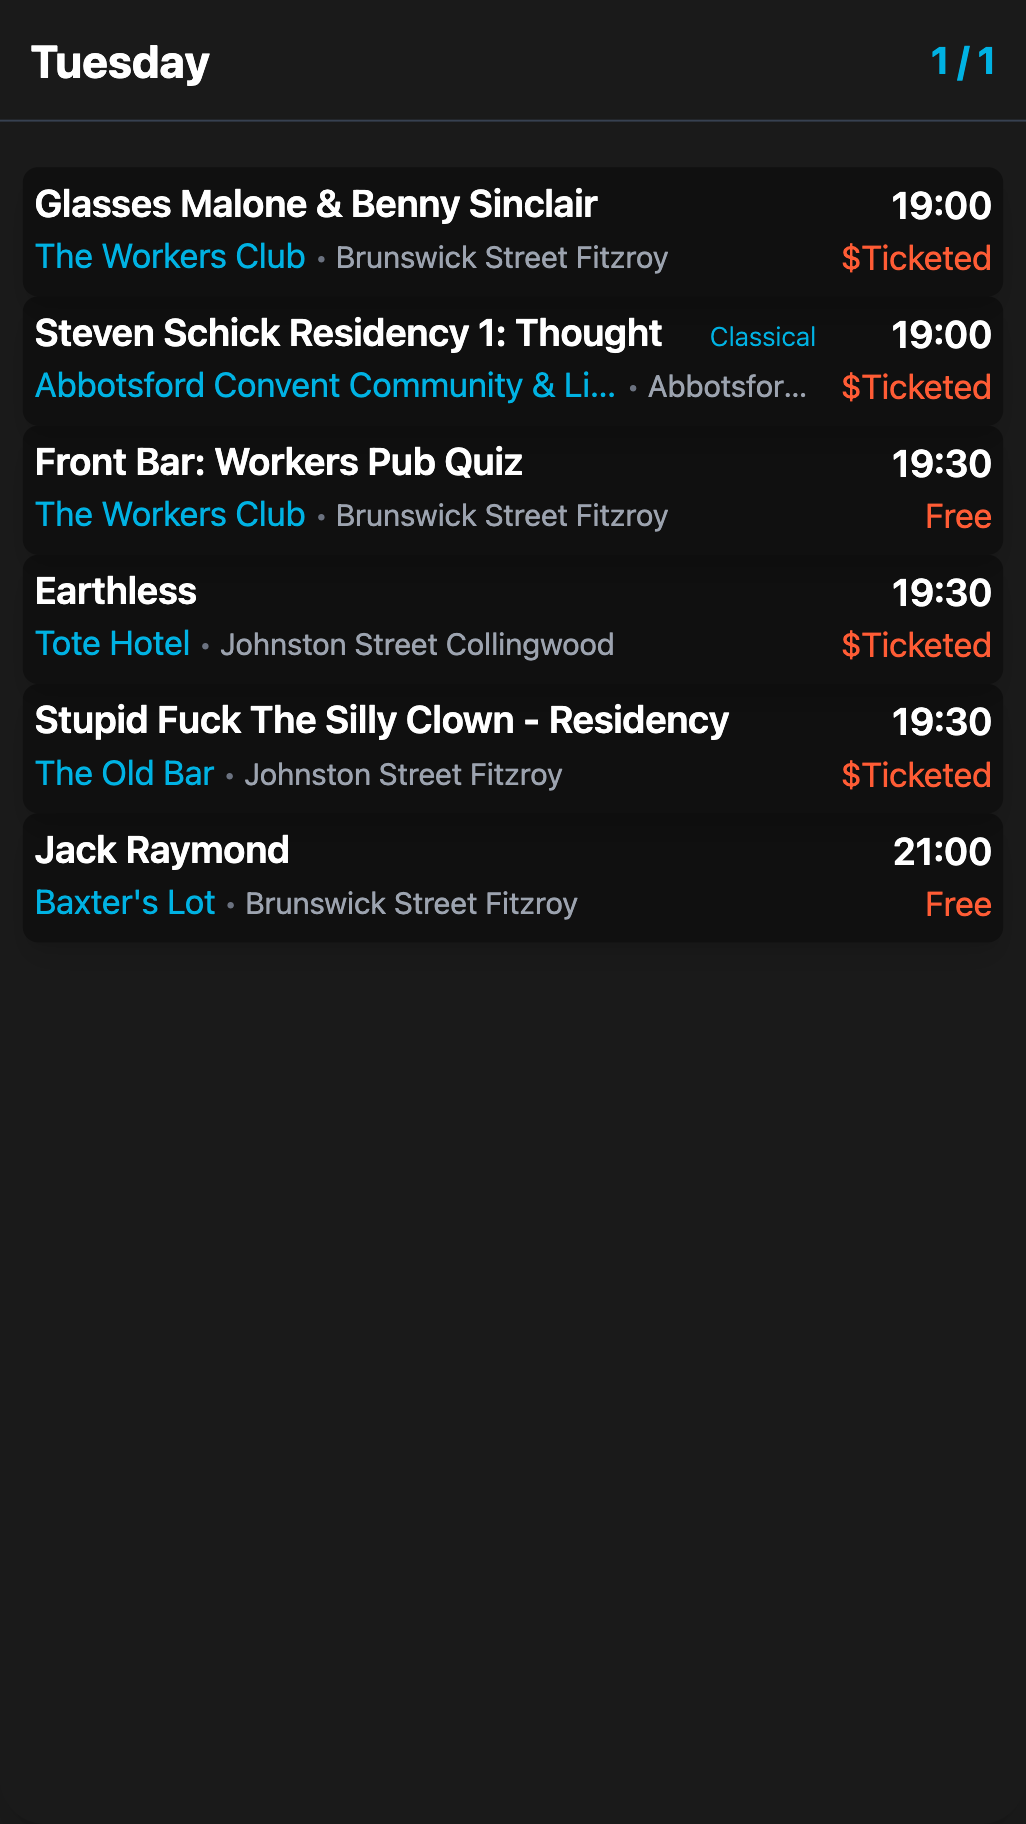 Tuesday 1 / 1
Glasses Malone & Benny Sinclair 19:00
The Workers Club • Brunswick Street Fitzroy $Ticketed
Steven Schick Residency 1: Thought Classical 19:00
Abbotsford Convent Community & Li... • Abbotsfor... $Ticketed
Front Bar: Workers Pub Quiz 19:30
The Workers Club • Brunswick Street Fitzroy Free
Earthless 19:30
Tote Hotel • Johnston Street Collingwood $Ticketed
Stupid Fuck The Silly Clown - Residency 19:30
The Old Bar • Johnston Street Fitzroy $Ticketed
Jack Raymond 21:00
Baxter's Lot • Brunswick Street Fitzroy Free